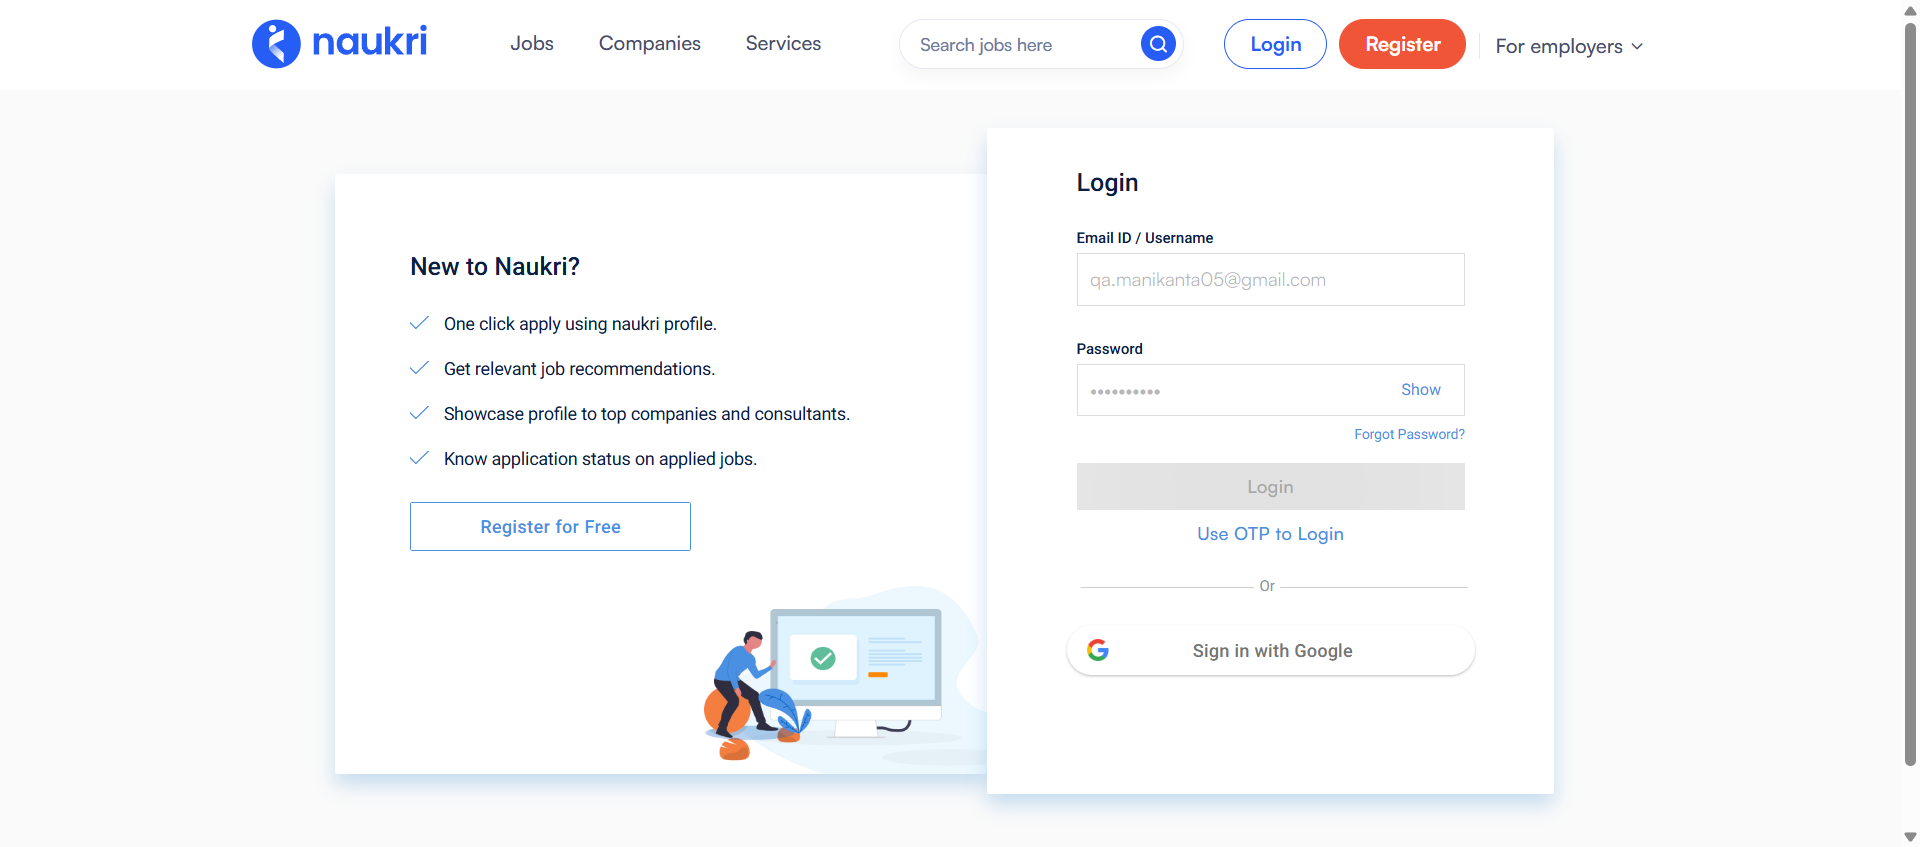 naukri
Jobs
Companies
Services
Search jobs here
Login
Register
For employers
New to Naukri?
One click apply using naukri profile.
Get relevant job recommendations.
Showcase profile to top companies and consultants.
Know application status on applied jobs.
Register for Free
Login
Email ID / Username
qa.manikanta05@gmail.com
Password
••••••••••
Show
Forgot Password?
Login
Use OTP to Login
Or
Sign in with Google